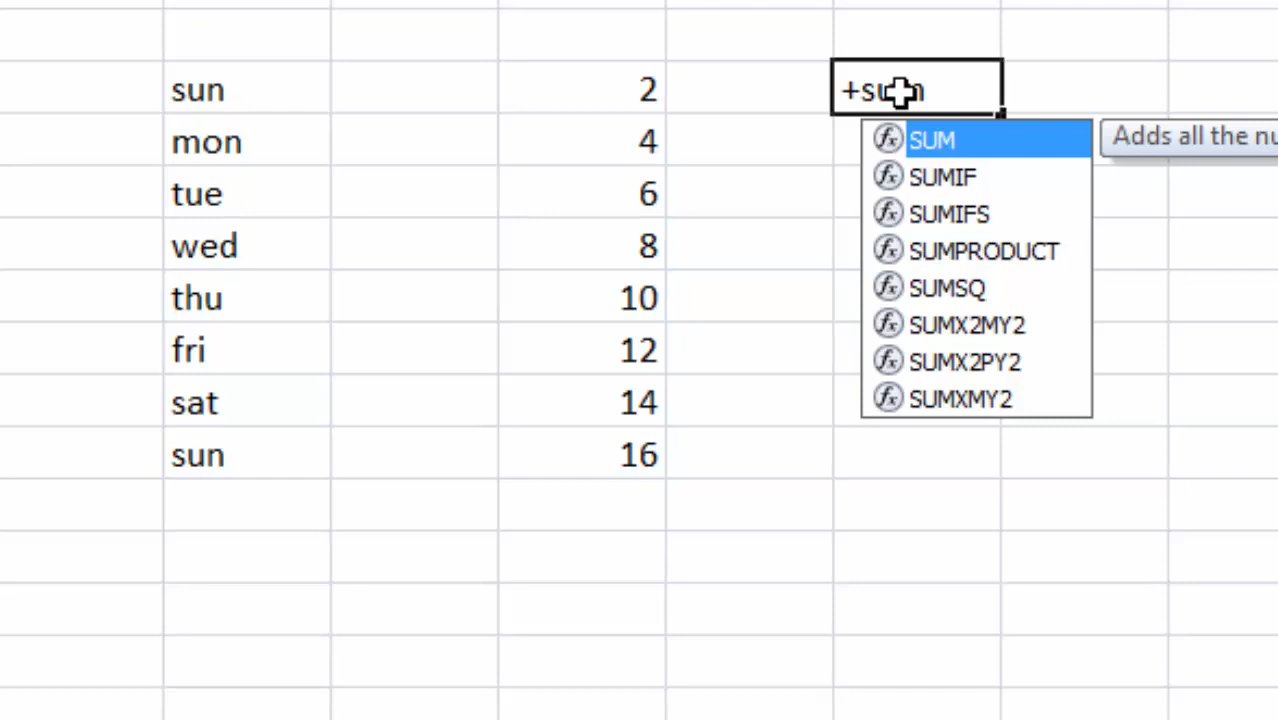 sun 2 +sum
mon 4
tue 6
wed 8
thu 10
fri 12
sat 14
sun 16
SUM
SUMIF
SUMIFS
SUMPRODUCT
SUMSQ
SUMX2MY2
SUMX2PY2
SUMXMY2
Adds all the nu